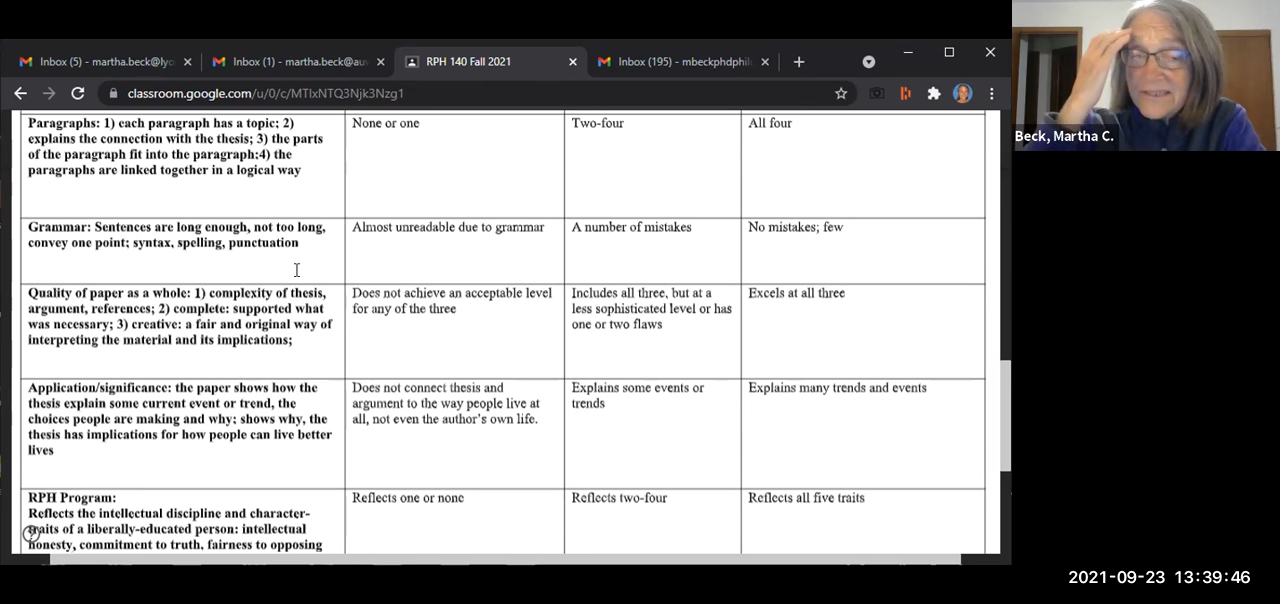 Inbox (5) - martha.beck@lyo
Inbox (1) - martha.beck@au
RPH 140 Fall 2021
Inbox (195) - mbeckphdphil
classroom.google.com/u/0/c/MTIxNTQ3Njk3Nzg1
Beck, Martha C.
Paragraphs: 1) each paragraph has a topic; 2)
explains the connection with the thesis; 3) the parts
of the paragraph fit into the paragraph;4) the
paragraphs are linked together in a logical way
None or one
Two-four
All four
Grammar: Sentences are long enough, not too long,
convey one point; syntax, spelling, punctuation
Almost unreadable due to grammar
A number of mistakes
No mistakes; few
Quality of paper as a whole: 1) complexity of thesis,
argument, references; 2) complete: supported what
was necessary; 3) creative: a fair and original way of
interpreting the material and its implications;
Does not achieve an acceptable level
for any of the three
Includes all three, but at a
less sophisticated level or has
one or two flaws
Excels at all three
Application/significance: the paper shows how the
thesis explain some current event or trend, the
choices people are making and why; shows why, the
thesis has implications for how people can live better
lives
Does not connect thesis and
argument to the way people live at
all, not even the author's own life.
Explains some events or
trends
Explains many trends and events
RPH Program:
Reflects the intellectual discipline and character-
traits of a liberally-educated person: intellectual
honesty, commitment to truth, fairness to opposing
Reflects one or none
Reflects two-four
Reflects all five traits
2021-09-23 13:39:46